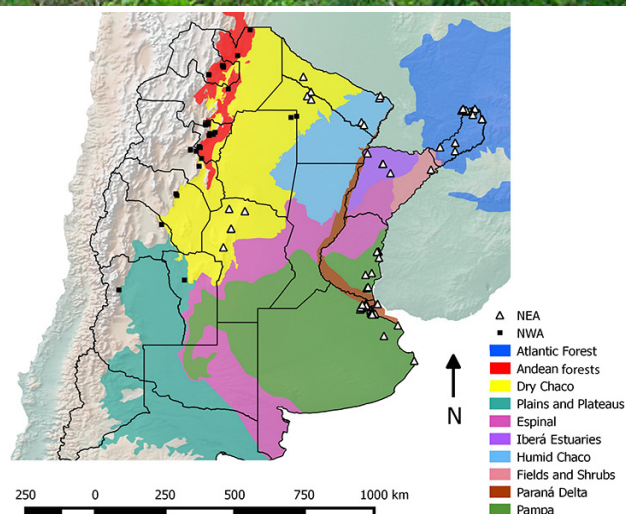 NEA
NWA
Atlantic Forest
Andean forests
Dry Chaco
Plains and Plateaus
Espinal
Iberá Estuaries
Humid Chaco
Fields and Shrubs
Paraná Delta
Pampa
N
250 0 250 500 750 1000 km